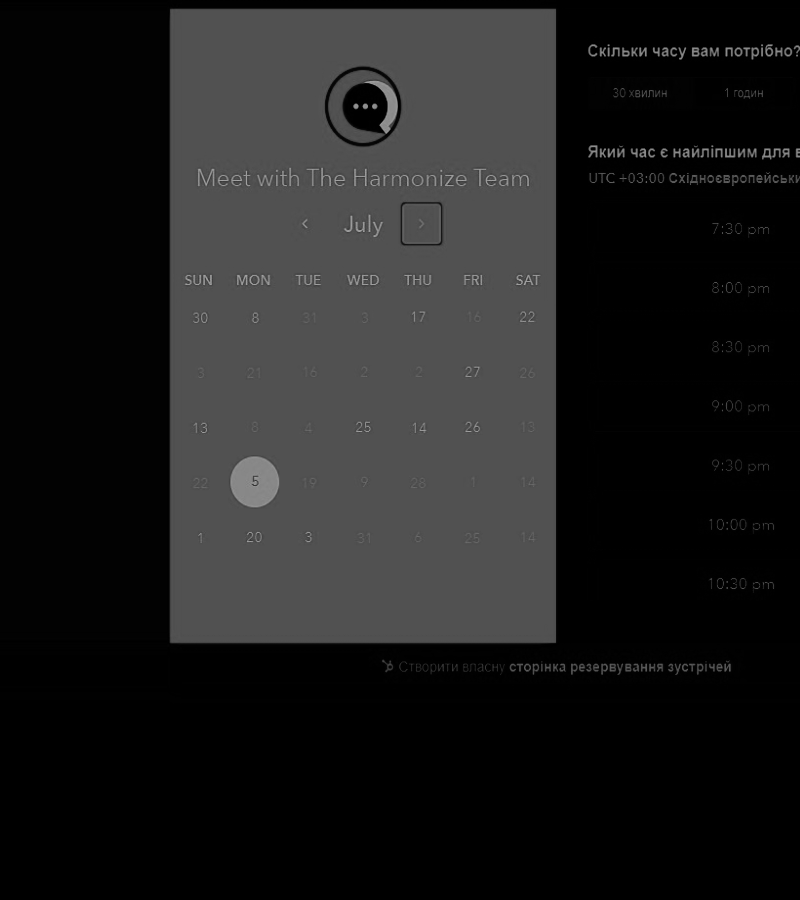 Meet with The Harmonize Team
July
SUN MON TUE WED THU FRI SAT
30 8 31 3 17 16 22
3 21 16 2 2 27 26
13 8 4 25 14 26 13
22 5 19 9 28 1 14
1 20 3 31 6 25 14
Скільки часу вам потрібно?
30 хвилин 1 годин
Який час є найліпшим для
UTC +03:00
7:30 pm
8:00 pm
8:30 pm
9:00 pm
9:30 pm
10:00 pm
10:30 pm
Створити власну сторінка резервування зустрічей